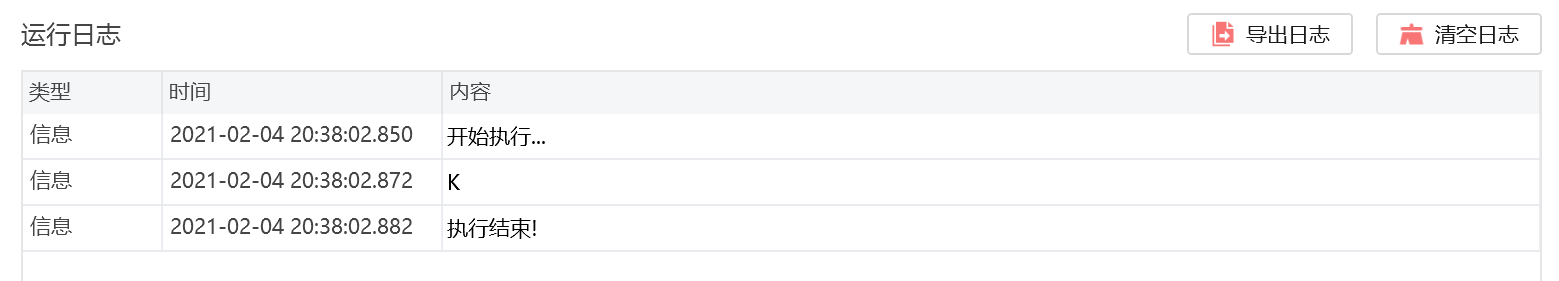 运行日志 导出日志 清空日志
类型 时间 内容
信息 2021-02-04 20:38:02.850 开始执行...
信息 2021-02-04 20:38:02.872 K
信息 2021-02-04 20:38:02.882 执行结束!